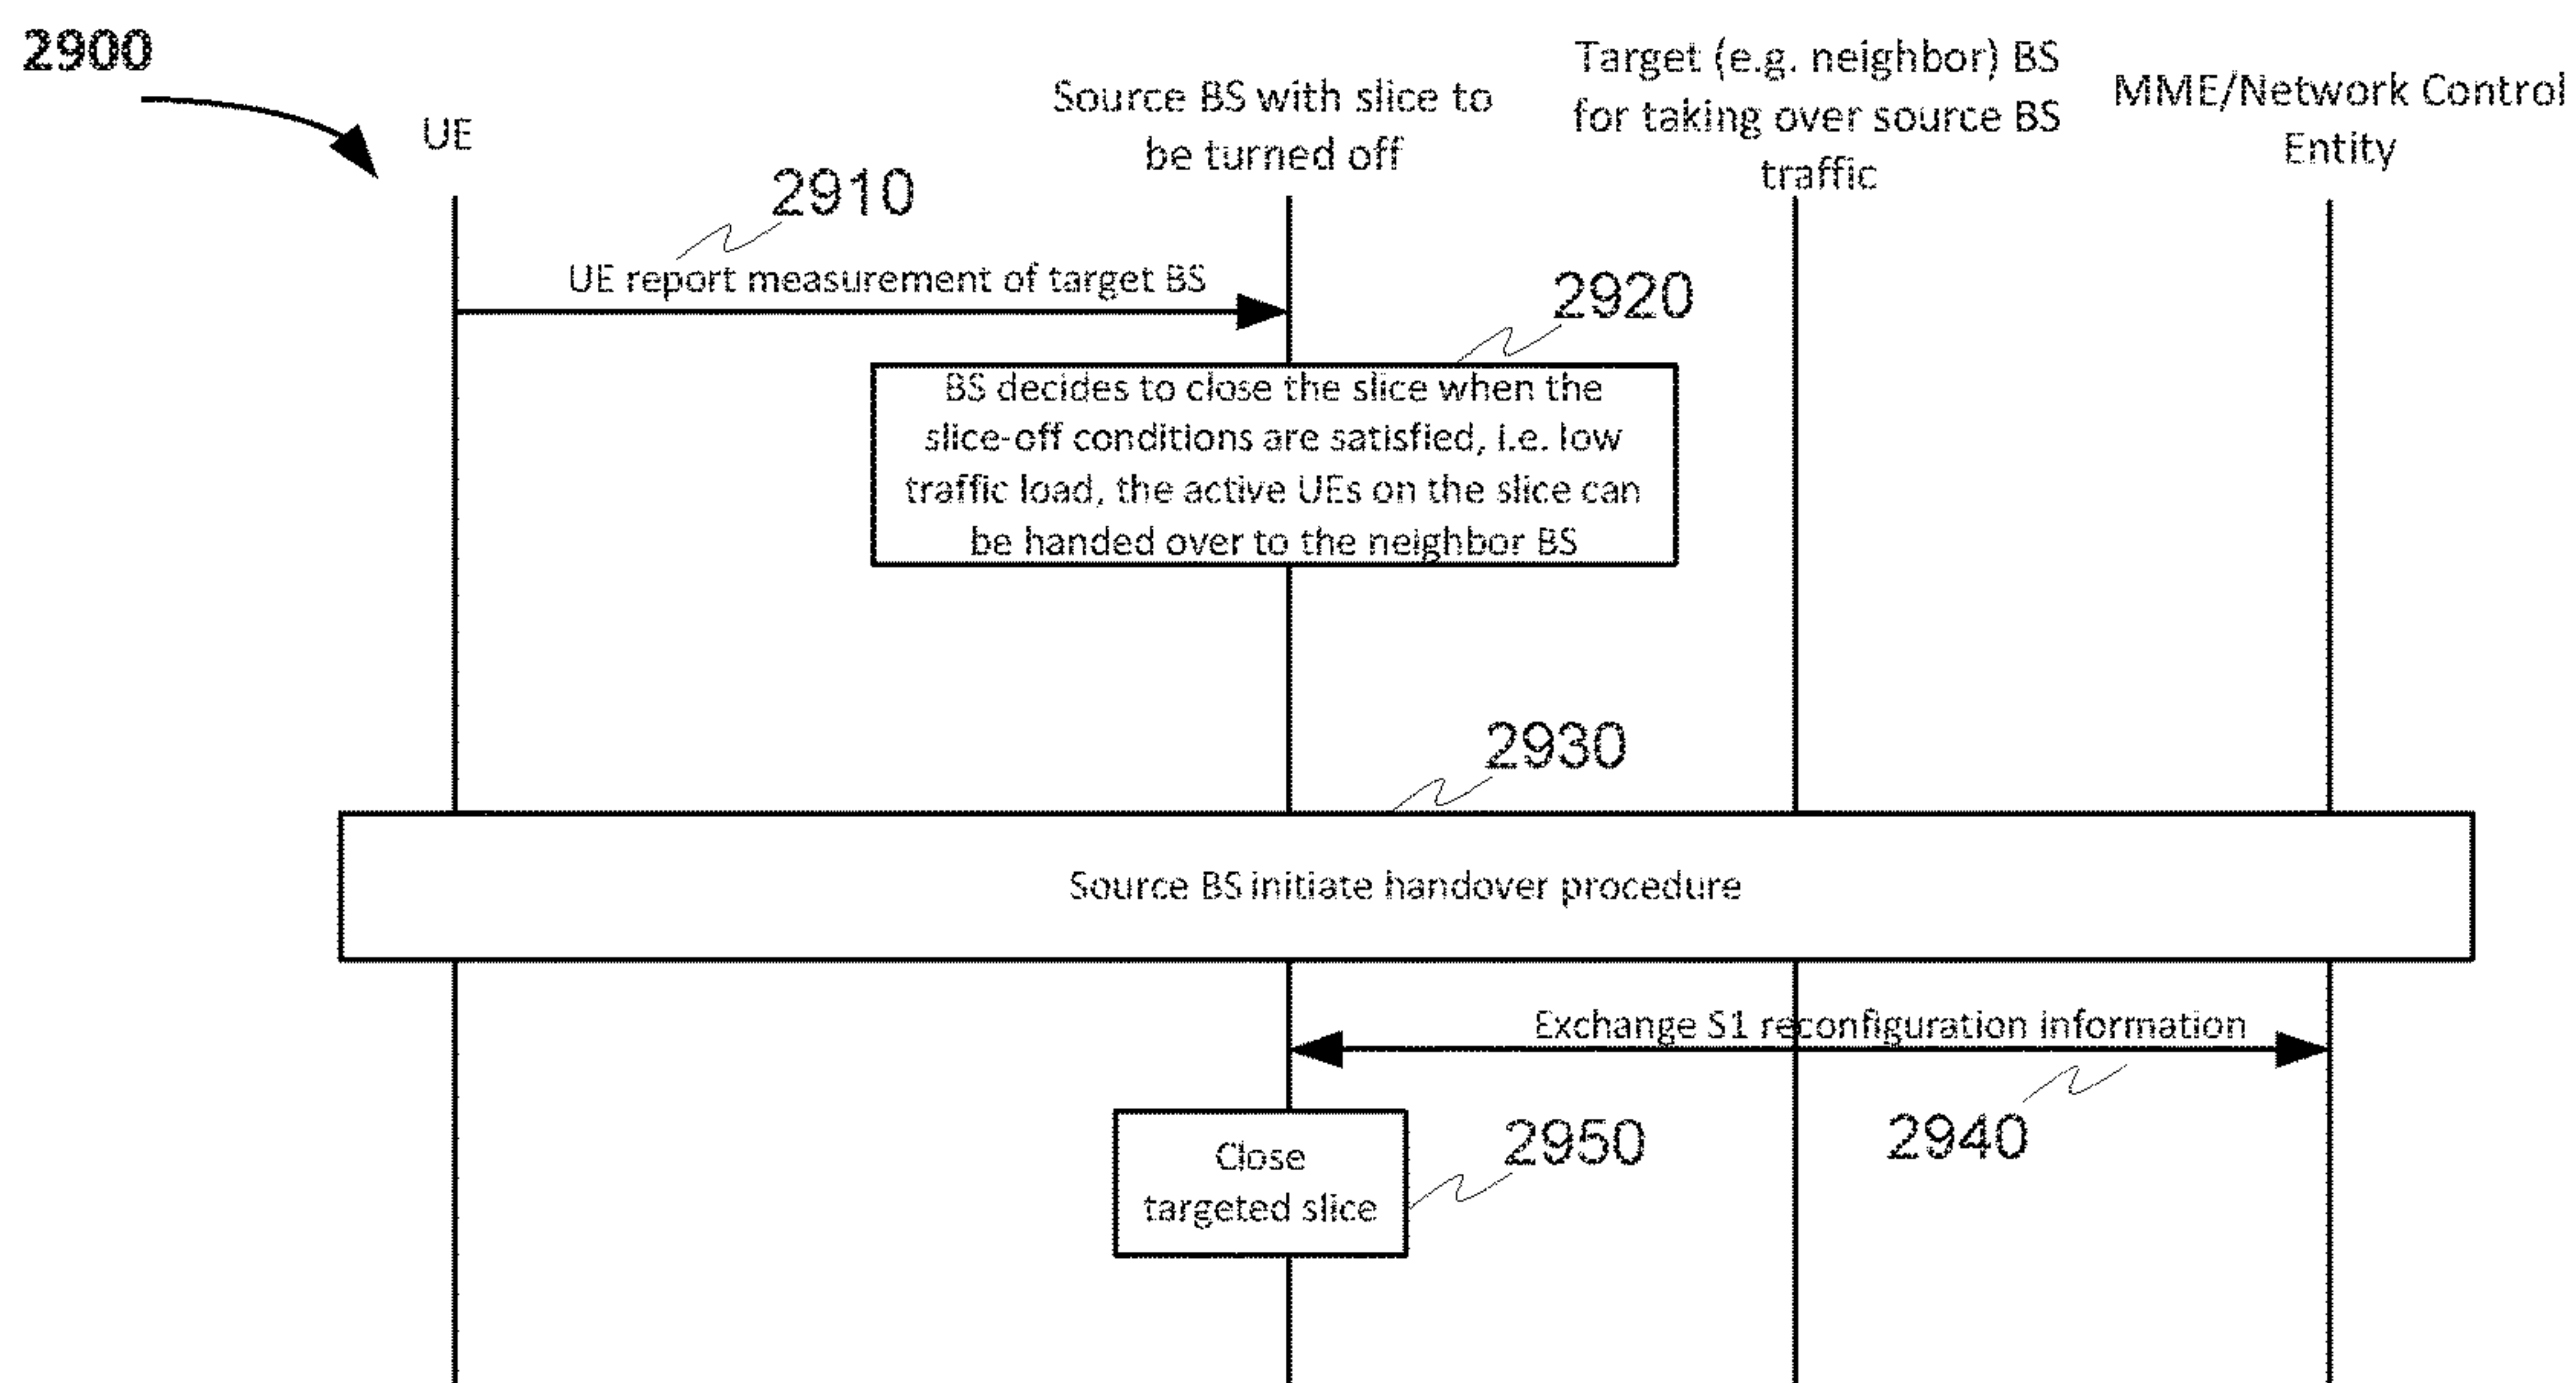 2900
UE
Source BS with slice to
be turned off
Target (e.g. neighbor) BS
for taking over source BS
traffic
MME/Network Control
Entity
2910
UE report measurement of target BS
2920
BS decides to close the slice when the
slice-off conditions are satisfied, i.e. low
traffic load, the active UEs on the slice can
be handed over to the neighbor BS
2930
Source BS initiate handover procedure
Exchange S1 reconfiguration information
2940
Close
targeted slice
2950